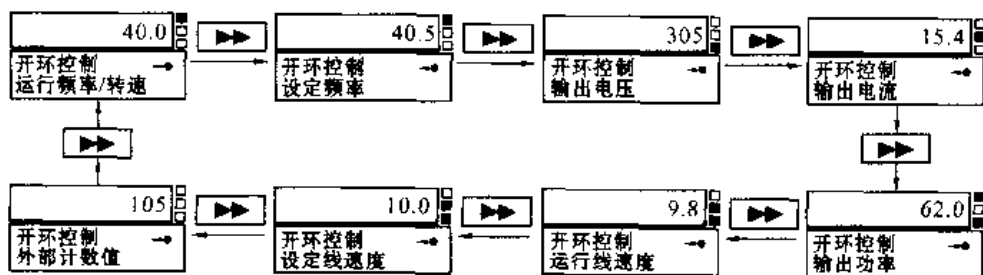 40.0
开环控制
运行频率/转速
40.5
开环控制
设定频率
305
开环控制
输出电压
15.4
开环控制
输出电流
105
开环控制
外部计数值
10.0
开环控制
设定线速度
9.8
开环控制
运行线速度
62.0
开环控制
输出功率